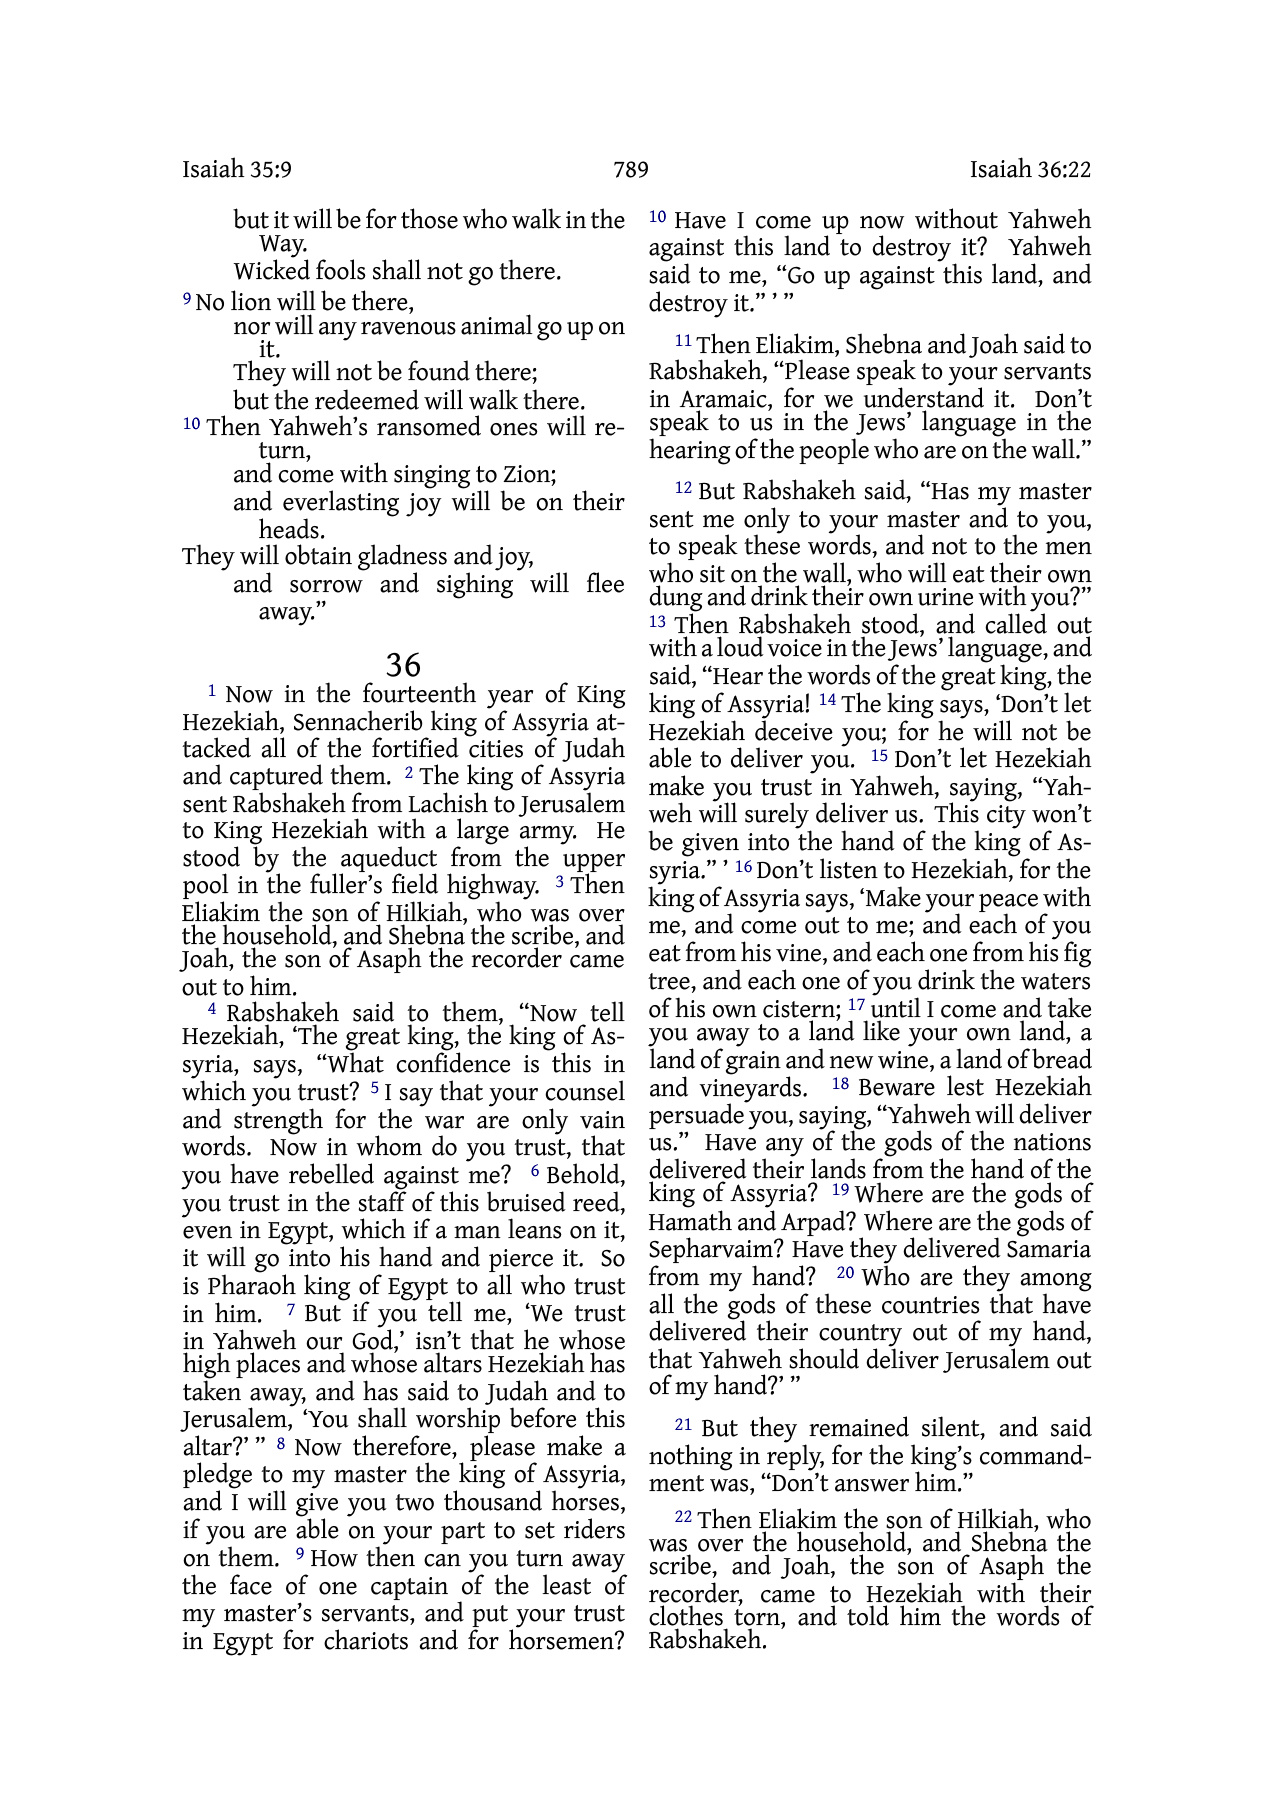 Isaiah 35:9 789 Isaiah 36:22
but it will be for those who walk in the
Way.
Wicked fools shall not go there.
9 No lion will be there,
nor will any ravenous animal go up on
it.
They will not be found there;
but the redeemed will walk there.
10 Then Yahweh’s ransomed ones will re-
turn,
and come with singing to Zion;
and everlasting joy will be on their
heads.
They will obtain gladness and joy,
and sorrow and sighing will flee
away.”
36
1 Now in the fourteenth year of King
Hezekiah, Sennacherib king of Assyria at-
tacked all of the fortified cities of Judah
and captured them. 2 The king of Assyria
sent Rabshakeh from Lachish to Jerusalem
to King Hezekiah with a large army. He
stood by the aqueduct from the upper
pool in the fuller’s field highway. 3 Then
Eliakim the son of Hilkiah, who was over
the household, and Shebna the scribe, and
Joah, the son of Asaph the recorder came
out to him.
4 Rabshakeh said to them, “Now tell
Hezekiah, ‘The great king, the king of As-
syria, says, “What confidence is this in
which you trust? 5 I say that your counsel
and strength for the war are only vain
words. Now in whom do you trust, that
you have rebelled against me? 6 Behold,
you trust in the staff of this bruised reed,
even in Egypt, which if a man leans on it,
it will go into his hand and pierce it. So
is Pharaoh king of Egypt to all who trust
in him. 7 But if you tell me, ‘We trust
in Yahweh our God,’ isn’t that he whose
high places and whose altars Hezekiah has
taken away, and has said to Judah and to
Jerusalem, ‘You shall worship before this
altar?’ ” 8 Now therefore, please make a
pledge to my master the king of Assyria,
and I will give you two thousand horses,
if you are able on your part to set riders
on them. 9 How then can you turn away
the face of one captain of the least of
my master’s servants, and put your trust
in Egypt for chariots and for horsemen?
10 Have I come up now without Yahweh
against this land to destroy it? Yahweh
said to me, “Go up against this land, and
destroy it.” ’ ”
11 Then Eliakim, Shebna and Joah said to
Rabshakeh, “Please speak to your servants
in Aramaic, for we understand it. Don’t
speak to us in the Jews’ language in the
hearing of the people who are on the wall.”
12 But Rabshakeh said, “Has my master
sent me only to your master and to you,
to speak these words, and not to the men
who sit on the wall, who will eat their own
dung and drink their own urine with you?”
13 Then Rabshakeh stood, and called out
with a loud voice in the Jews’ language, and
said, “Hear the words of the great king, the
king of Assyria! 14 The king says, ‘Don’t let
Hezekiah deceive you; for he will not be
able to deliver you. 15 Don’t let Hezekiah
make you trust in Yahweh, saying, “Yah-
weh will surely deliver us. This city won’t
be given into the hand of the king of As-
syria.” ’ 16 Don’t listen to Hezekiah, for the
king of Assyria says, ‘Make your peace with
me, and come out to me; and each of you
eat from his vine, and each one from his fig
tree, and each one of you drink the waters
of his own cistern; 17 until I come and take
you away to a land like your own land, a
land of grain and new wine, a land of bread
and vineyards. 18 Beware lest Hezekiah
persuade you, saying, “Yahweh will deliver
us.” Have any of the gods of the nations
delivered their lands from the hand of the
king of Assyria? 19 Where are the gods of
Hamath and Arpad? Where are the gods of
Sepharvaim? Have they delivered Samaria
from my hand? 20 Who are they among
all the gods of these countries that have
delivered their country out of my hand,
that Yahweh should deliver Jerusalem out
of my hand?’ ”
21 But they remained silent, and said
nothing in reply, for the king’s command-
ment was, “Don’t answer him.”
22 Then Eliakim the son of Hilkiah, who
was over the household, and Shebna the
scribe, and Joah, the son of Asaph the
recorder, came to Hezekiah with their
clothes torn, and told him the words of
Rabshakeh.